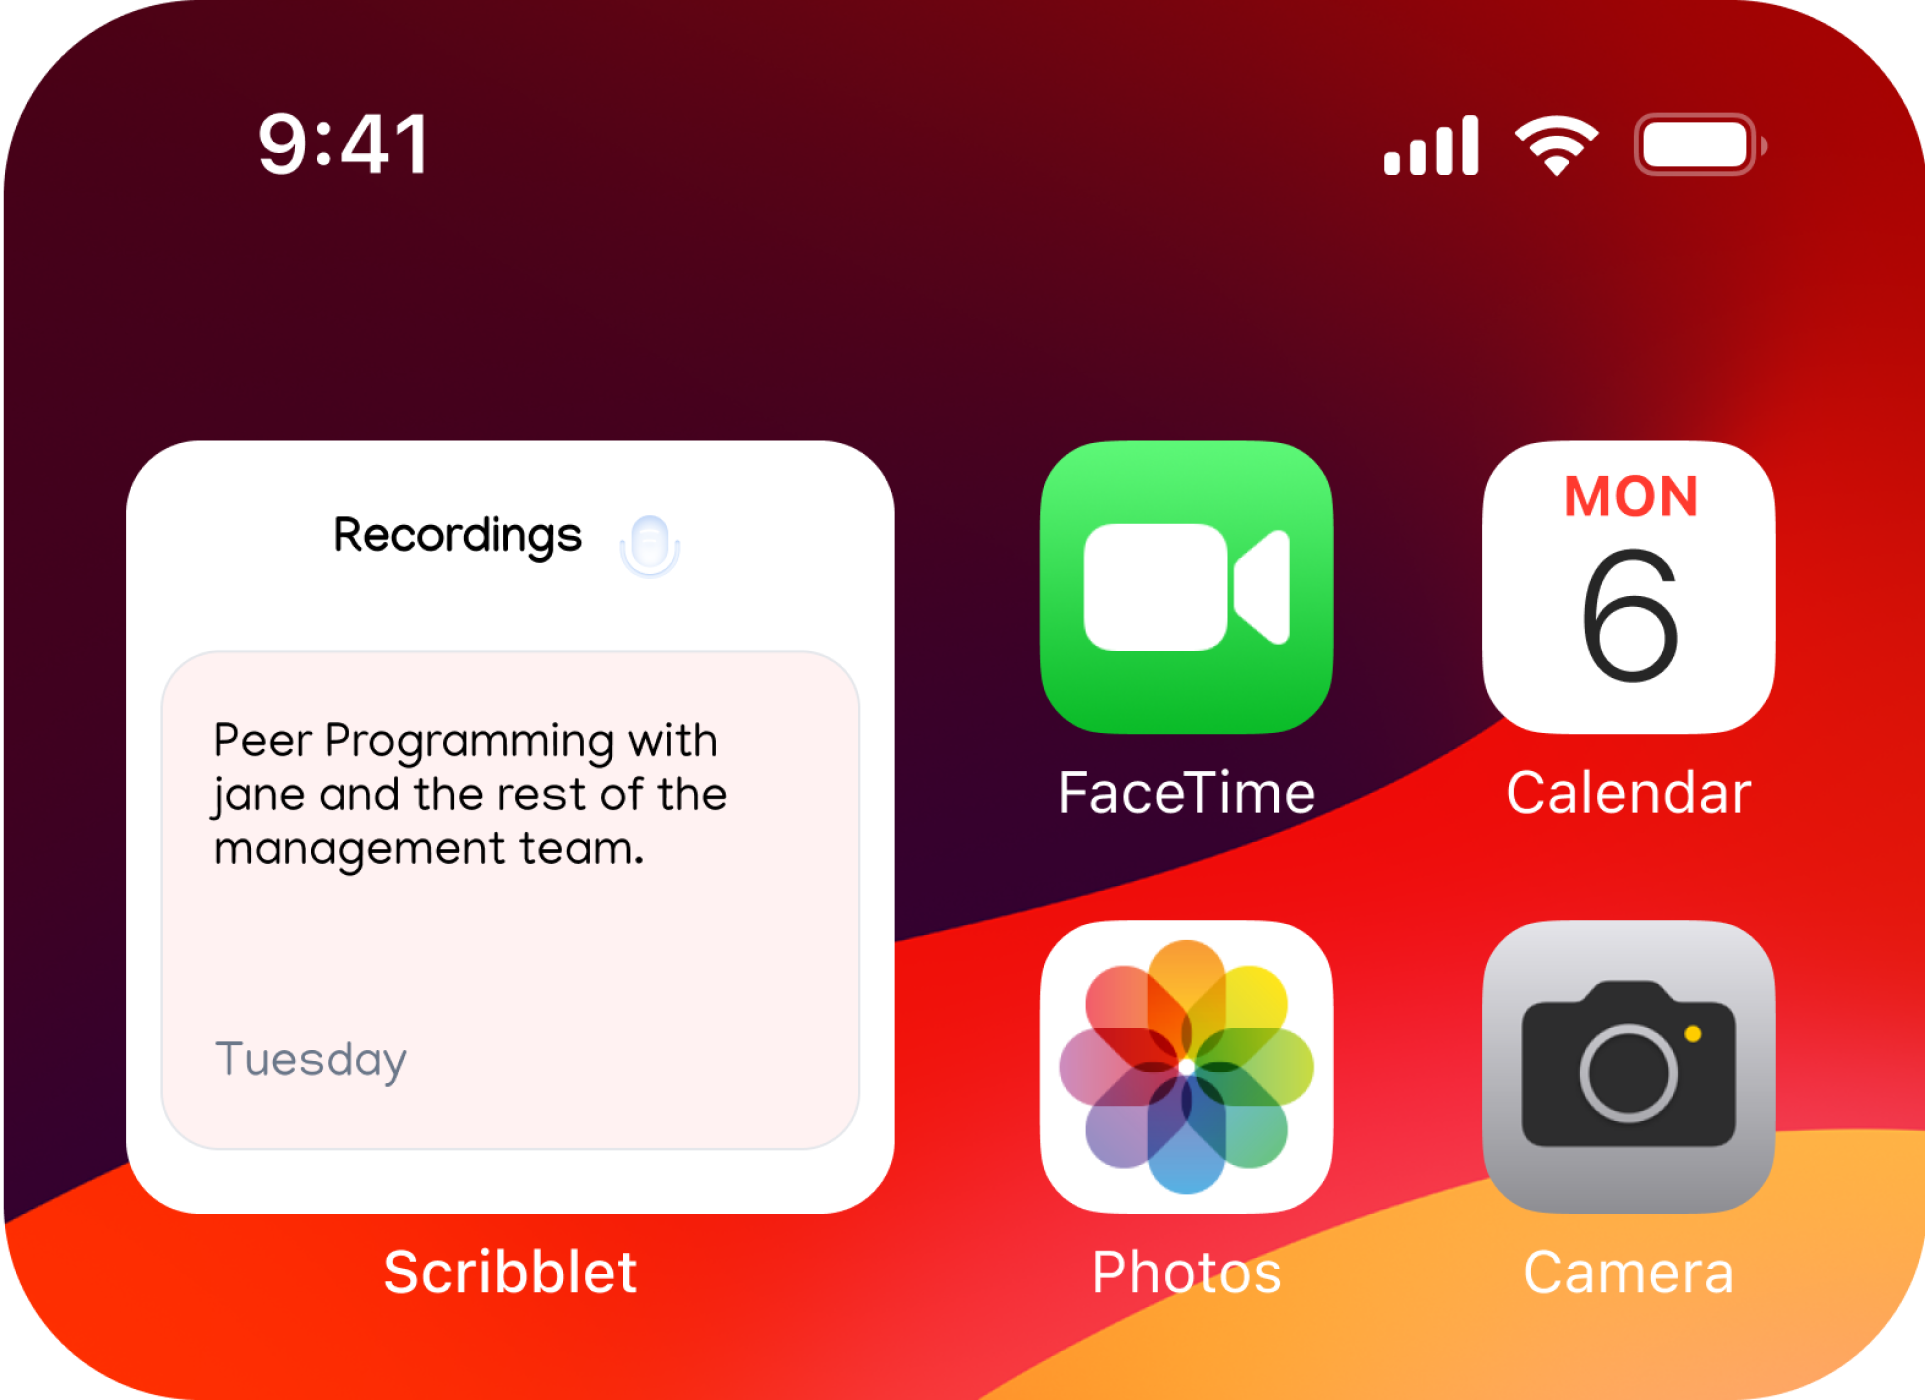 9:41
Recordings
Peer Programming with
jane and the rest of the
management team.
Tuesday
Scribblet
FaceTime
MON
6
Calendar
Photos
Camera